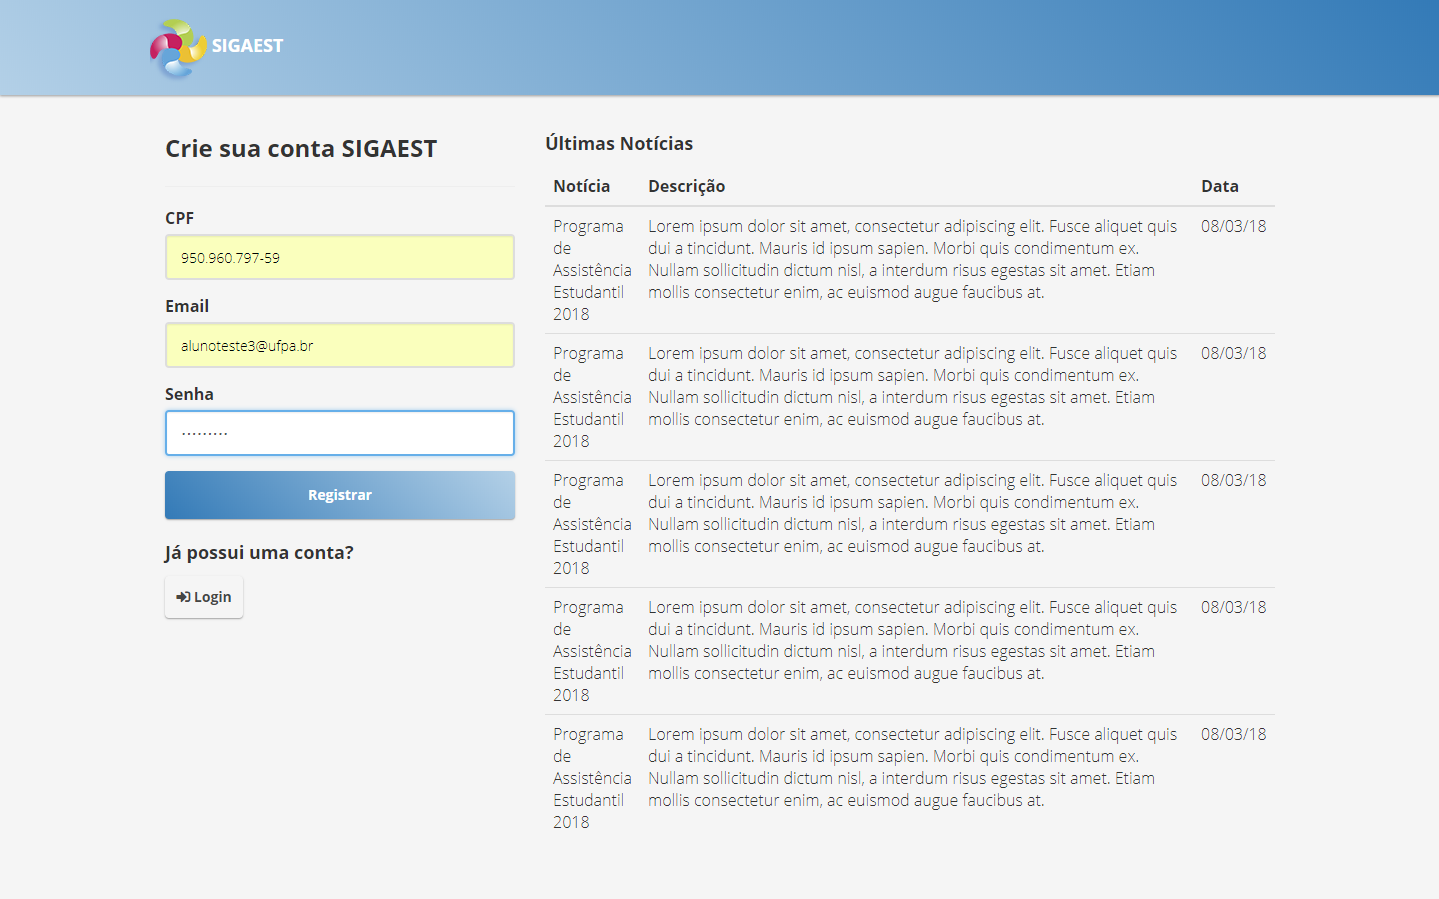 SIGAEST
Crie sua conta SIGAEST
CPF
950.960.797-59
Email
alunoteste3@ufpa.br
Senha
·········
Registrar
Já possui uma conta?
Login
Últimas Notícias
Notícia Descrição Data
Programa Lorem ipsum dolor sit amet, consectetur adipiscing elit. Fusce aliquet quis 08/03/18
de dui a tincidunt. Mauris id ipsum sapien. Morbi quis condimentum ex.
Assistência Nullam sollicitudin dictum nisl, a interdum risus egestas sit amet. Etiam
Estudantil mollis consectetur enim, ac euismod augue faucibus at.
2018
Programa Lorem ipsum dolor sit amet, consectetur adipiscing elit. Fusce aliquet quis 08/03/18
de dui a tincidunt. Mauris id ipsum sapien. Morbi quis condimentum ex.
Assistência Nullam sollicitudin dictum nisl, a interdum risus egestas sit amet. Etiam
Estudantil mollis consectetur enim, ac euismod augue faucibus at.
2018
Programa Lorem ipsum dolor sit amet, consectetur adipiscing elit. Fusce aliquet quis 08/03/18
de dui a tincidunt. Mauris id ipsum sapien. Morbi quis condimentum ex.
Assistência Nullam sollicitudin dictum nisl, a interdum risus egestas sit amet. Etiam
Estudantil mollis consectetur enim, ac euismod augue faucibus at.
2018
Programa Lorem ipsum dolor sit amet, consectetur adipiscing elit. Fusce aliquet quis 08/03/18
de dui a tincidunt. Mauris id ipsum sapien. Morbi quis condimentum ex.
Assistência Nullam sollicitudin dictum nisl, a interdum risus egestas sit amet. Etiam
Estudantil mollis consectetur enim, ac euismod augue faucibus at.
2018
Programa Lorem ipsum dolor sit amet, consectetur adipiscing elit. Fusce aliquet quis 08/03/18
de dui a tincidunt. Mauris id ipsum sapien. Morbi quis condimentum ex.
Assistência Nullam sollicitudin dictum nisl, a interdum risus egestas sit amet. Etiam
Estudantil mollis consectetur enim, ac euismod augue faucibus at.
2018